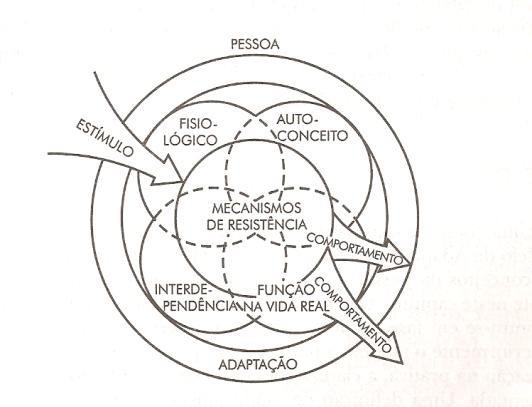 PESSOA
ESTÍMULO
FISIO-
LÓGICO
AUTO-
CONCEITO
MECANISMOS
DE RESISTÊNCIA
COMPORTAMENTO
INTERDE-
PENDÊNCIA
FUNÇÃO
NA VIDA REAL
COMPORTAMENTO
ADAPTAÇÃO